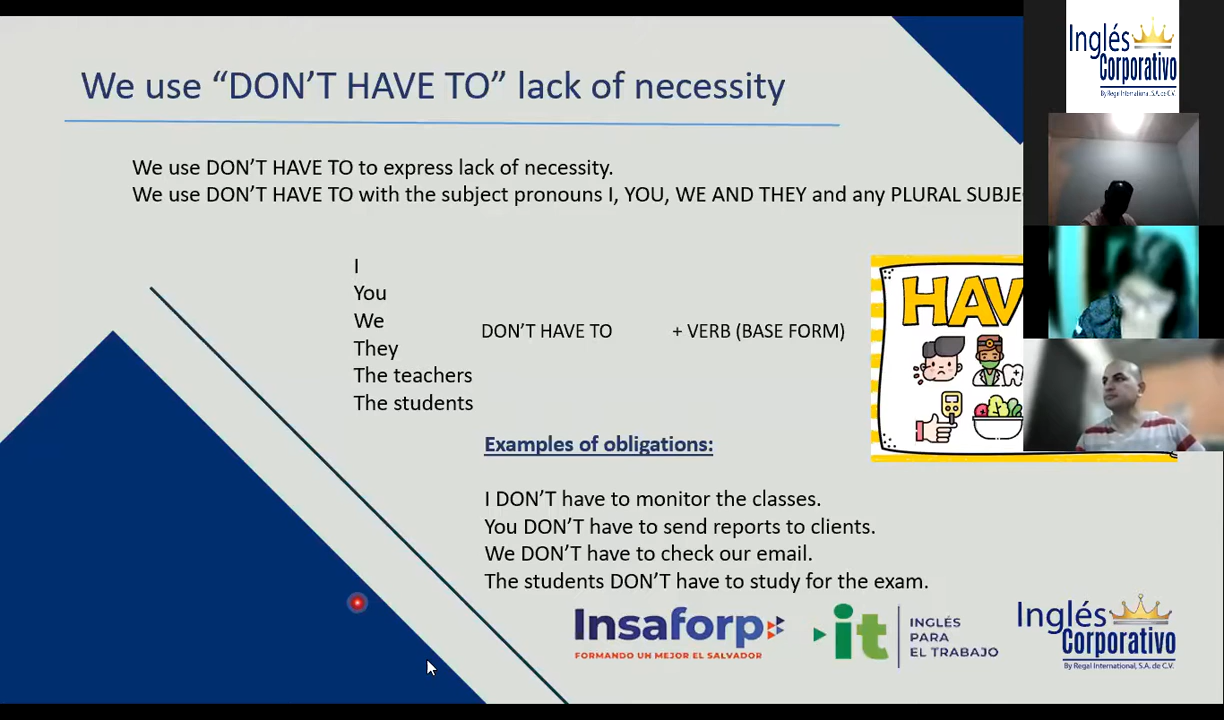 We use “DON’T HAVE TO” lack of necessity
We use DON’T HAVE TO to express lack of necessity.
We use DON’T HAVE TO with the subject pronouns I, YOU, WE AND THEY and any PLURAL
I
You
We
They
The teachers
The students
DON’T HAVE TO
+ VERB (BASE FORM)
Examples of obligations:
I DON’T have to monitor the classes.
You DON’T have to send reports to clients.
We DON’T have to check our email.
The students DON’T have to study for the exam.
Insaforp
FORMANDO UN MEJOR EL SALVADOR
it
INGLÉS
PARA
EL TRABAJO
Inglés
Corporativo
By Regal International, S.A. de C.V.
Inglés
Corporativo
By Regal International, S.A. de C.V.